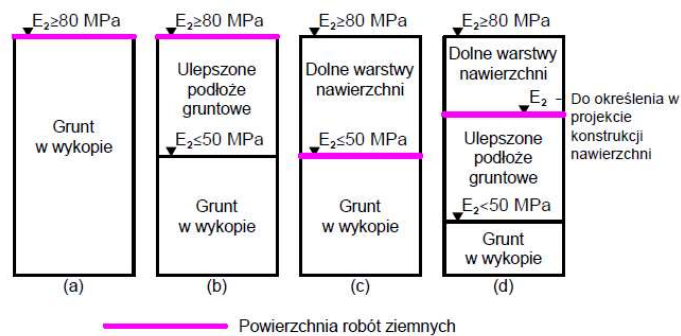 E₂≥80 MPa
Grunt
w wykopie
(a)
E₂≥80 MPa
Ulepszone
podłoże
gruntowe
E₂≤50 MPa
Grunt
w wykopie
(b)
E₂≥80 MPa
Dolne warstwy
nawierzchni
E₂≤50 MPa
Grunt
w wykopie
(c)
E₂≥80 MPa
Dolne warstwy
nawierzchni
E₂ – Do określenia w
projekcie
konstrukcji
nawierzchni
Ulepszone
podłoże
gruntowe
E₂<50 MPa
Grunt
w wykopie
(d)
Powierzchnia robót ziemnych